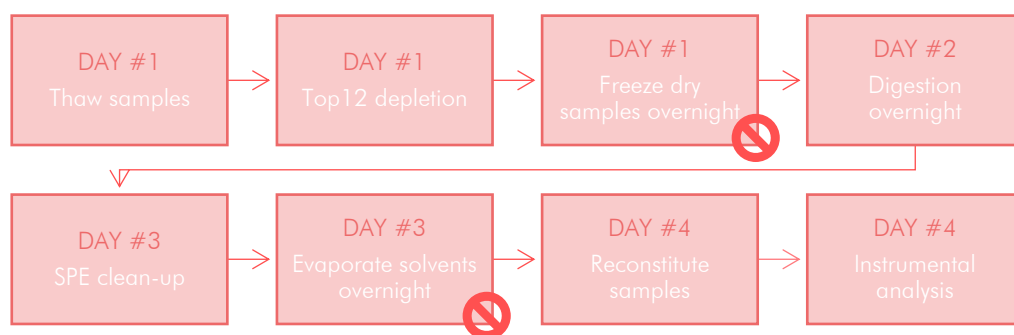 DAY #1
Thaw samples
DAY #1
Top12 depletion
DAY #1
Freeze dry
samples overnight
DAY #2
Digestion
overnight
DAY #3
SPE clean-up
DAY #3
Evaporate solvents
overnight
DAY #4
Reconstitute
samples
DAY #4
Instrumental
analysis